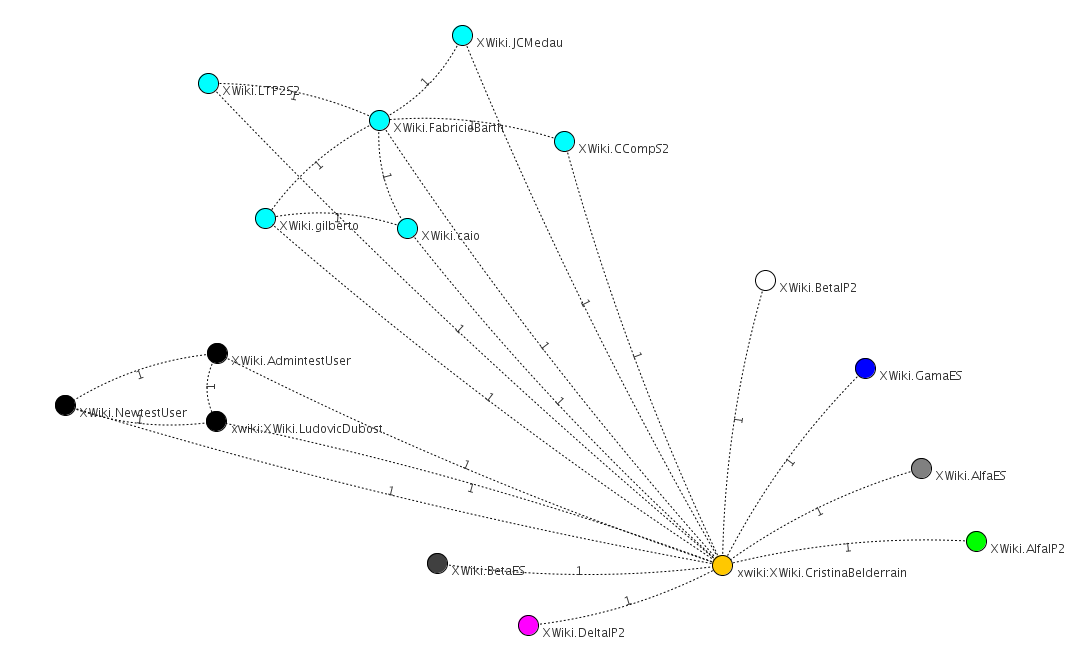 XWiki.JCMedau
1
XWiki.LTP2S2
1
XWiki.FabricioBarth
1
XWiki.CCompS2
1
1
XWiki.gilberto
1
XWiki.caio
XWiki.BetaIP2
1
1
1
XWiki.AdmintestUser
XWiki.GamaES
1
1
1
1
XWiki.NewtestUser
1
1
xwiki:XWiki.LudovicDubost
1
1
1
XWiki.AlfaES
1
1
1
1
XWiki.AlfaIP2
XWiki.BetaES
1
xwiki:XWiki.CristinaBelderrain
1
XWiki.DeltaIP2